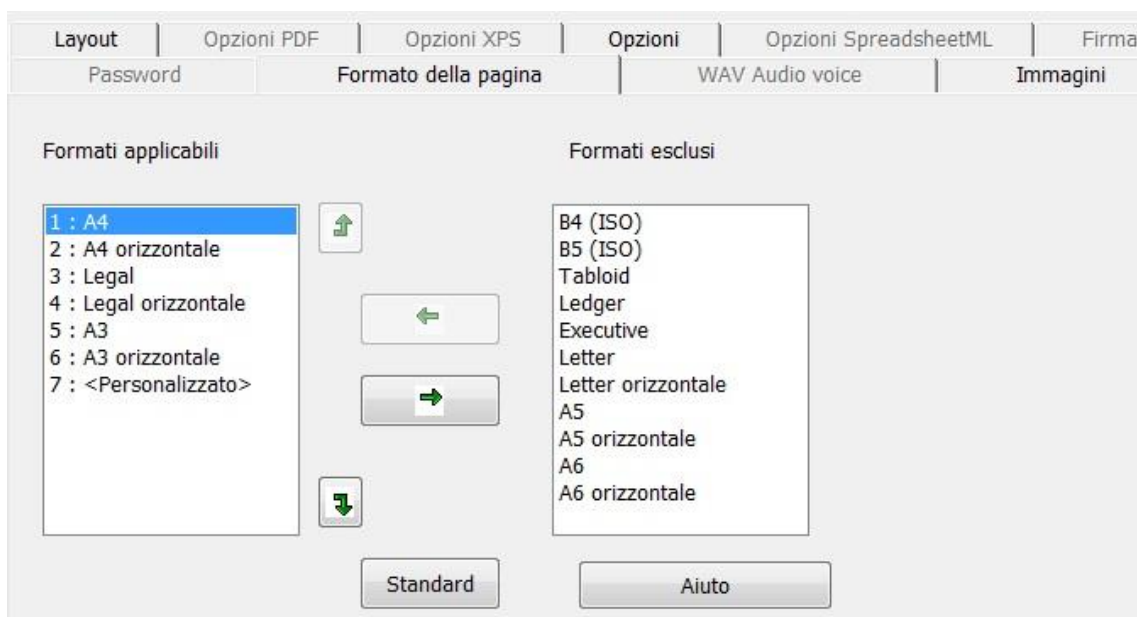 Layout
Opzioni PDF
Opzioni XPS
Opzioni
Opzioni SpreadsheetML
Firma
Password
Formato della pagina
WAV Audio voice
Immagini
Formati applicabili
1 : A4
2 : A4 orizzontale
3 : Legal
4 : Legal orizzontale
5 : A3
6 : A3 orizzontale
7 : <Personalizzato>
Formati esclusi
B4 (ISO)
B5 (ISO)
Tabloid
Ledger
Executive
Letter
Letter orizzontale
A5
A5 orizzontale
A6
A6 orizzontale
Standard
Aiuto